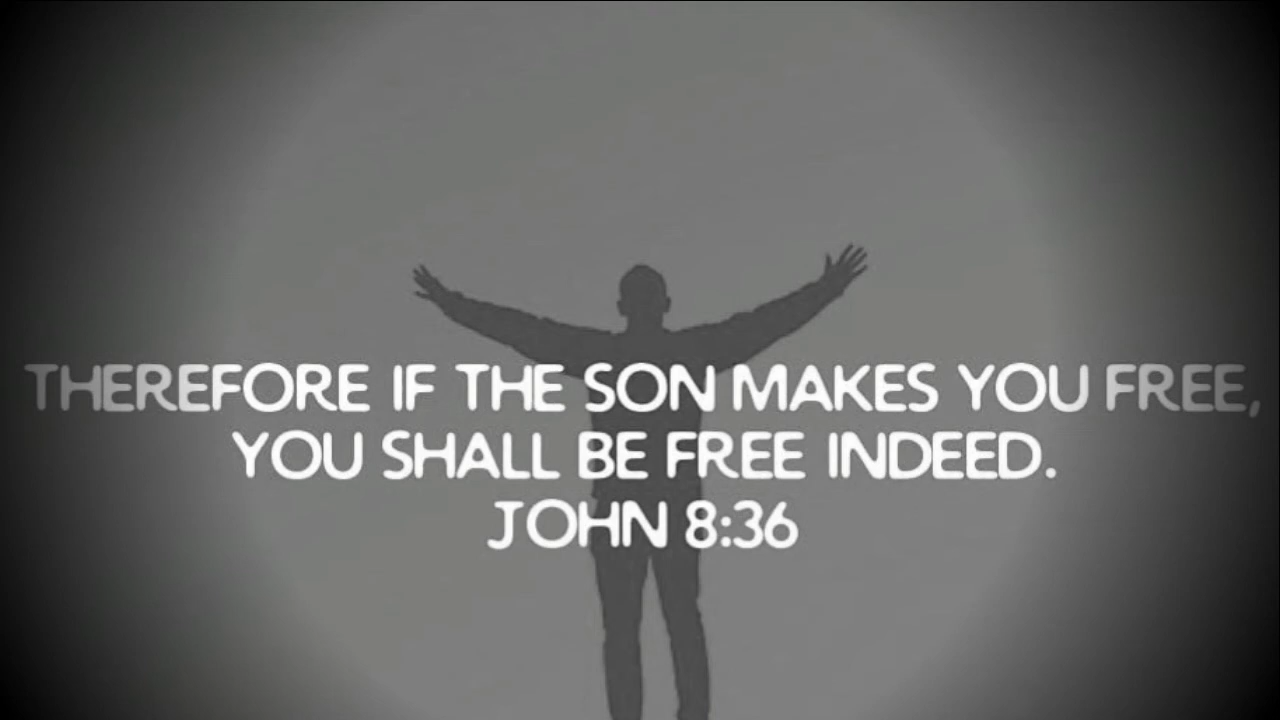 THEREFORE IF THE SON MAKES YOU FREE,
YOU SHALL BE FREE INDEED.
JOHN 8:36